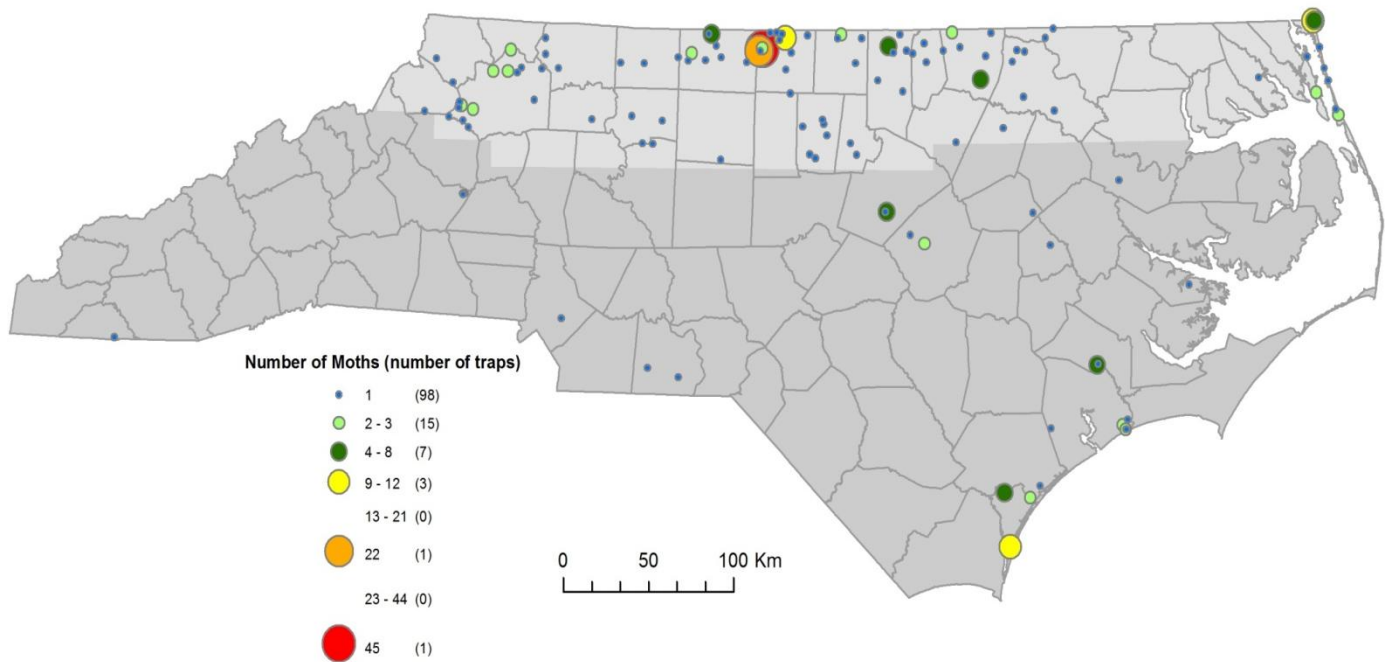 Number of Moths (number of traps)
1 (98)
2 - 3 (15)
4 - 8 (7)
9 - 12 (3)
13 - 21 (0)
22 (1)
23 - 44 (0)
45 (1)
0 50 100 Km